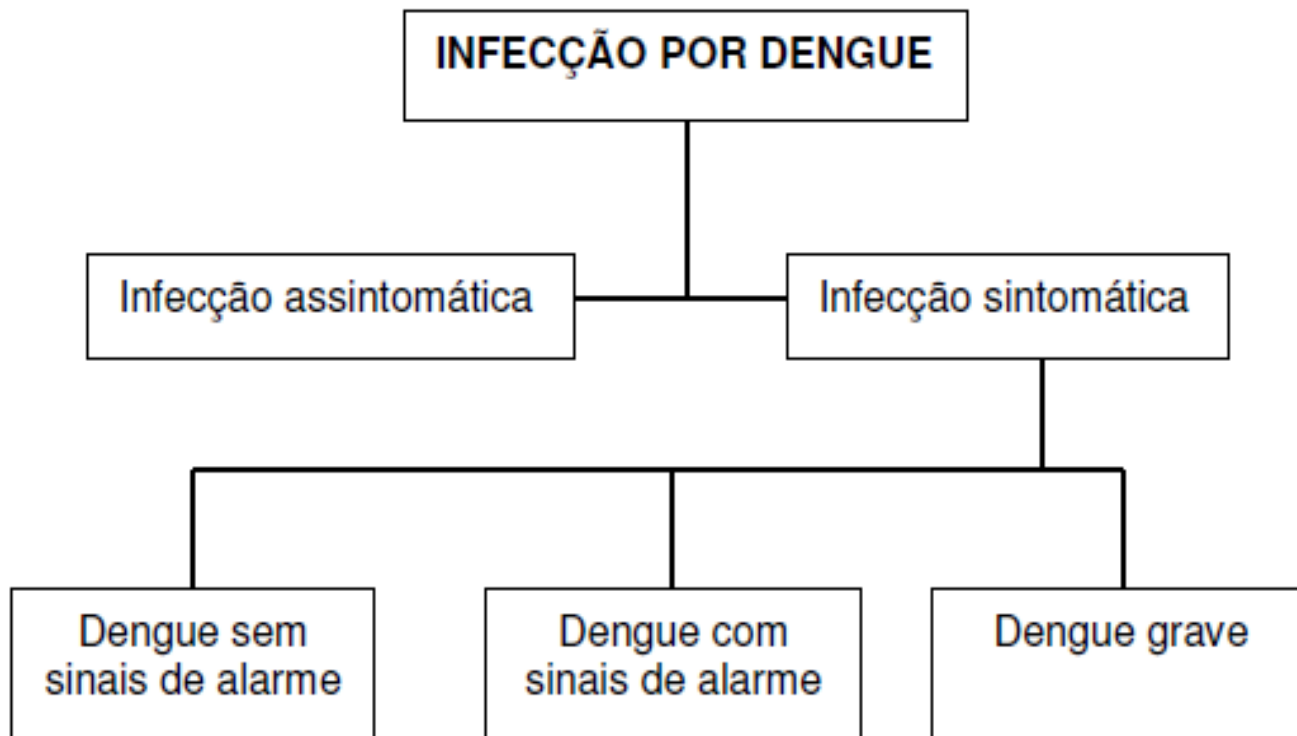 INFECÇÃO POR DENGUE
Infecção assintomática
Infecção sintomática
Dengue sem
sinais de alarme
Dengue com
sinais de alarme
Dengue grave